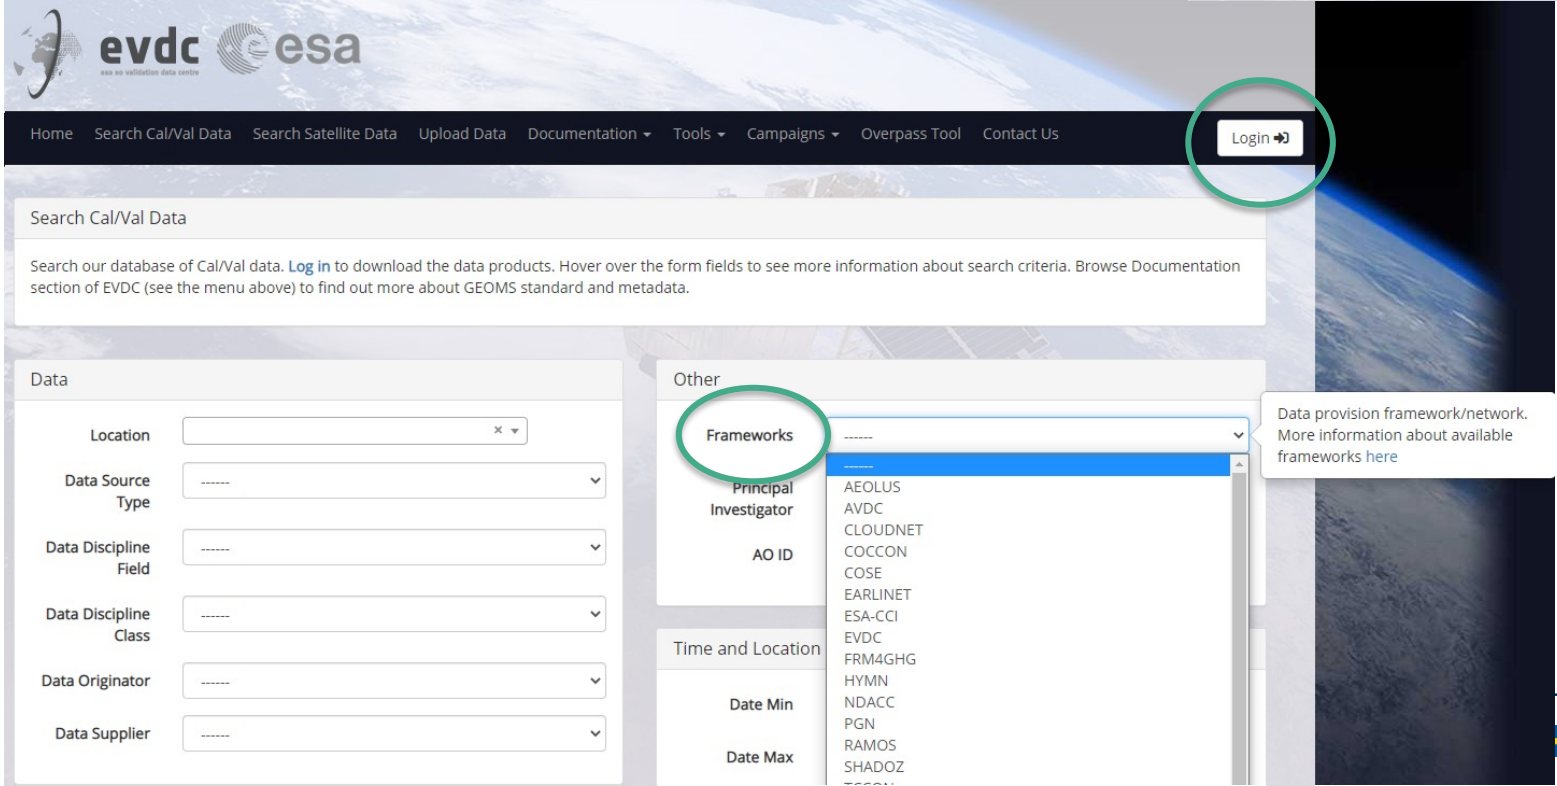 evdc esa
esa eo validation data centre
Home Search Cal/Val Data Search Satellite Data Upload Data Documentation Tools Campaigns Overpass Tool Contact Us Login
Search Cal/Val Data
Search our database of Cal/Val data. Log in to download the data products. Hover over the form fields to see more information about search criteria. Browse Documentation
section of EVDC (see the menu above) to find out more about GEOMS standard and metadata.
Data
Location
×
Data Source
Type
------
Data Discipline
Field
------
Data Discipline
Class
------
Data Originator
------
Data Supplier
------
Other
Frameworks
------
Principal
Investigator
AO ID
------
AEOLUS
AVDC
CLOUDNET
COCCON
COSE
EARLINET
ESA-CCI
EVDC
FRM4GHG
HYMN
NDACC
PGN
RAMOS
SHADOZ
Data provision framework/network.
More information about available
frameworks here
Time and Location
Date Min
Date Max